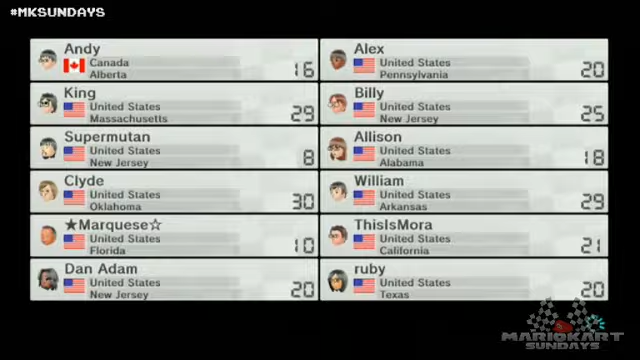 #MKSUNDAYS
Andy
Canada
Alberta
16
Alex
United States
Pennsylvania
20
King
United States
Massachusetts
29
Billy
United States
New Jersey
25
Supermutan
United States
New Jersey
8
Allison
United States
Alabama
18
Clyde
United States
Oklahoma
30
William
United States
Arkansas
29
★Marquese☆
United States
Florida
10
ThisIsMora
United States
California
21
Dan Adam
United States
New Jersey
20
ruby
United States
Texas
20
MARIOKART
SUNDAYS